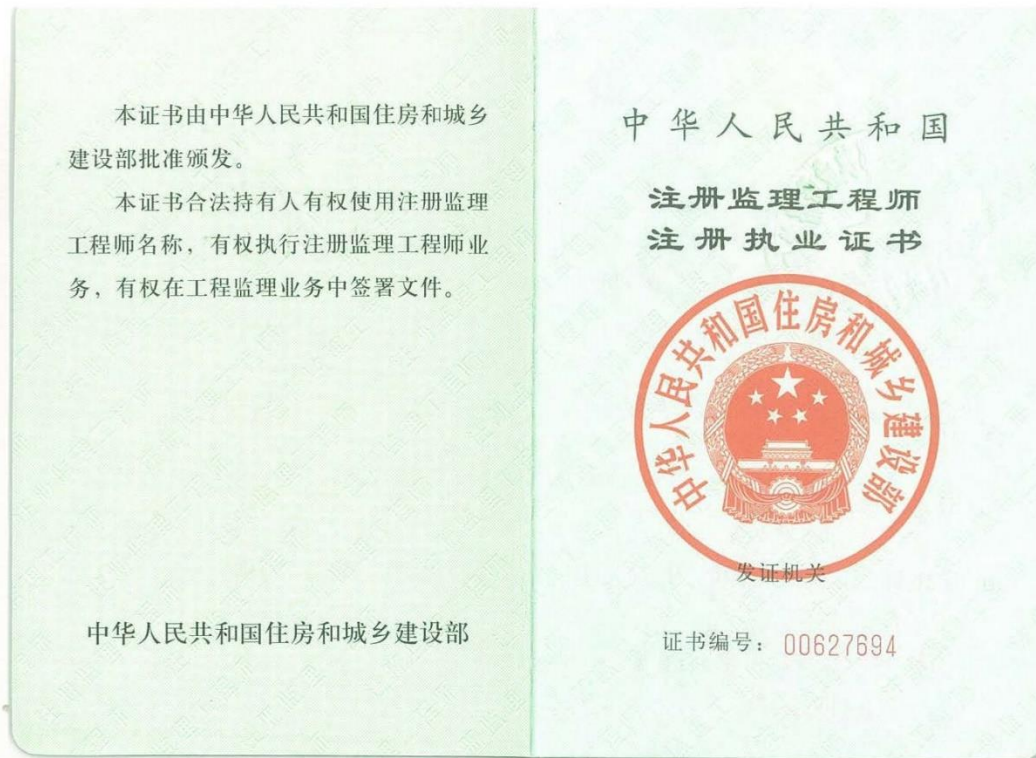 本证书由中华人民共和国住房和城乡
建设部批准颁发。
本证书合法持有人有权使用注册监理
工程师名称，有权执行注册监理工程师业
务，有权在工程监理业务中签署文件。
中华人民共和国住房和城乡建设部
中华人民共和国
注册监理工程师
注册执业证书
中华人民共和国住房和城乡建设部
发证机关
证书编号：00627694